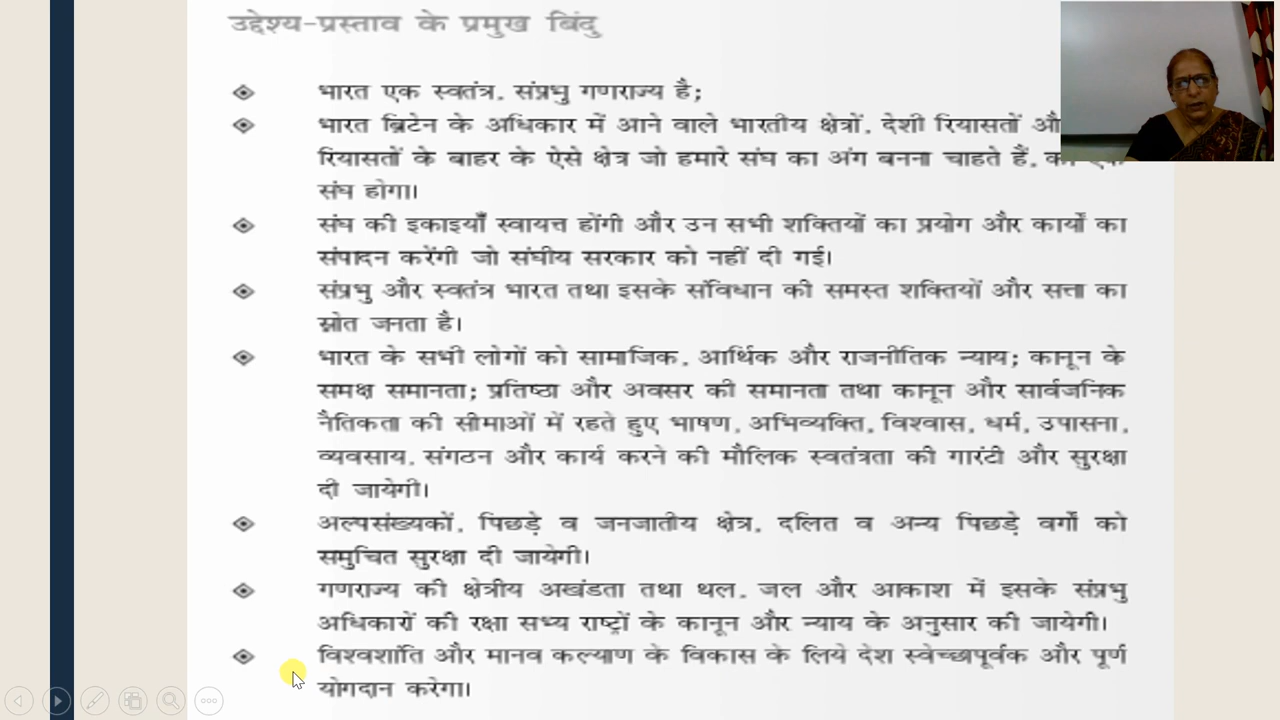 उद्देश्य-प्रस्ताव के प्रमुख बिंदु
भारत एक स्वतंत्र, संप्रभु गणराज्य है;
भारत ब्रिटेन के अधिकार में आने वाले भारतीय क्षेत्रों, देशी रियासतों
रियासतों के बाहर के ऐसे क्षेत्र जो हमारे संघ का अंग बनना चाहते हैं,
संघ होगा।
संघ की इकाइयाँ स्वायत्त होंगी और उन सभी शक्तियों का प्रयोग और कार्यों का
संपादन करेंगी जो संघीय सरकार को नहीं दी गई।
संप्रभु और स्वतंत्र भारत तथा इसके संविधान की समस्त शक्तियों और सत्ता का
स्रोत जनता है।
भारत के सभी लोगों को सामाजिक, आर्थिक और राजनीतिक न्याय; कानून के
समक्ष समानता; प्रतिष्ठा और अवसर की समानता तथा कानून और सार्वजनिक
नैतिकता की सीमाओं में रहते हुए भाषण, अभिव्यक्ति, विश्वास, धर्म, उपासना,
व्यवसाय, संगठन और कार्य करने की मौलिक स्वतंत्रता की गारंटी और सुरक्षा
दी जायेगी।
अल्पसंख्यकों, पिछड़े व जनजातीय क्षेत्र, दलित व अन्य पिछड़े वर्गों को
समुचित सुरक्षा दी जायेगी।
गणराज्य की क्षेत्रीय अखंडता तथा थल, जल और आकाश में इसके संप्रभु
अधिकारों की रक्षा सभ्य राष्ट्रों के कानून और न्याय के अनुसार की जायेगी।
विश्वशांति और मानव कल्याण के विकास के लिये देश स्वेच्छापूर्वक और पूर्ण
योगदान करेगा।